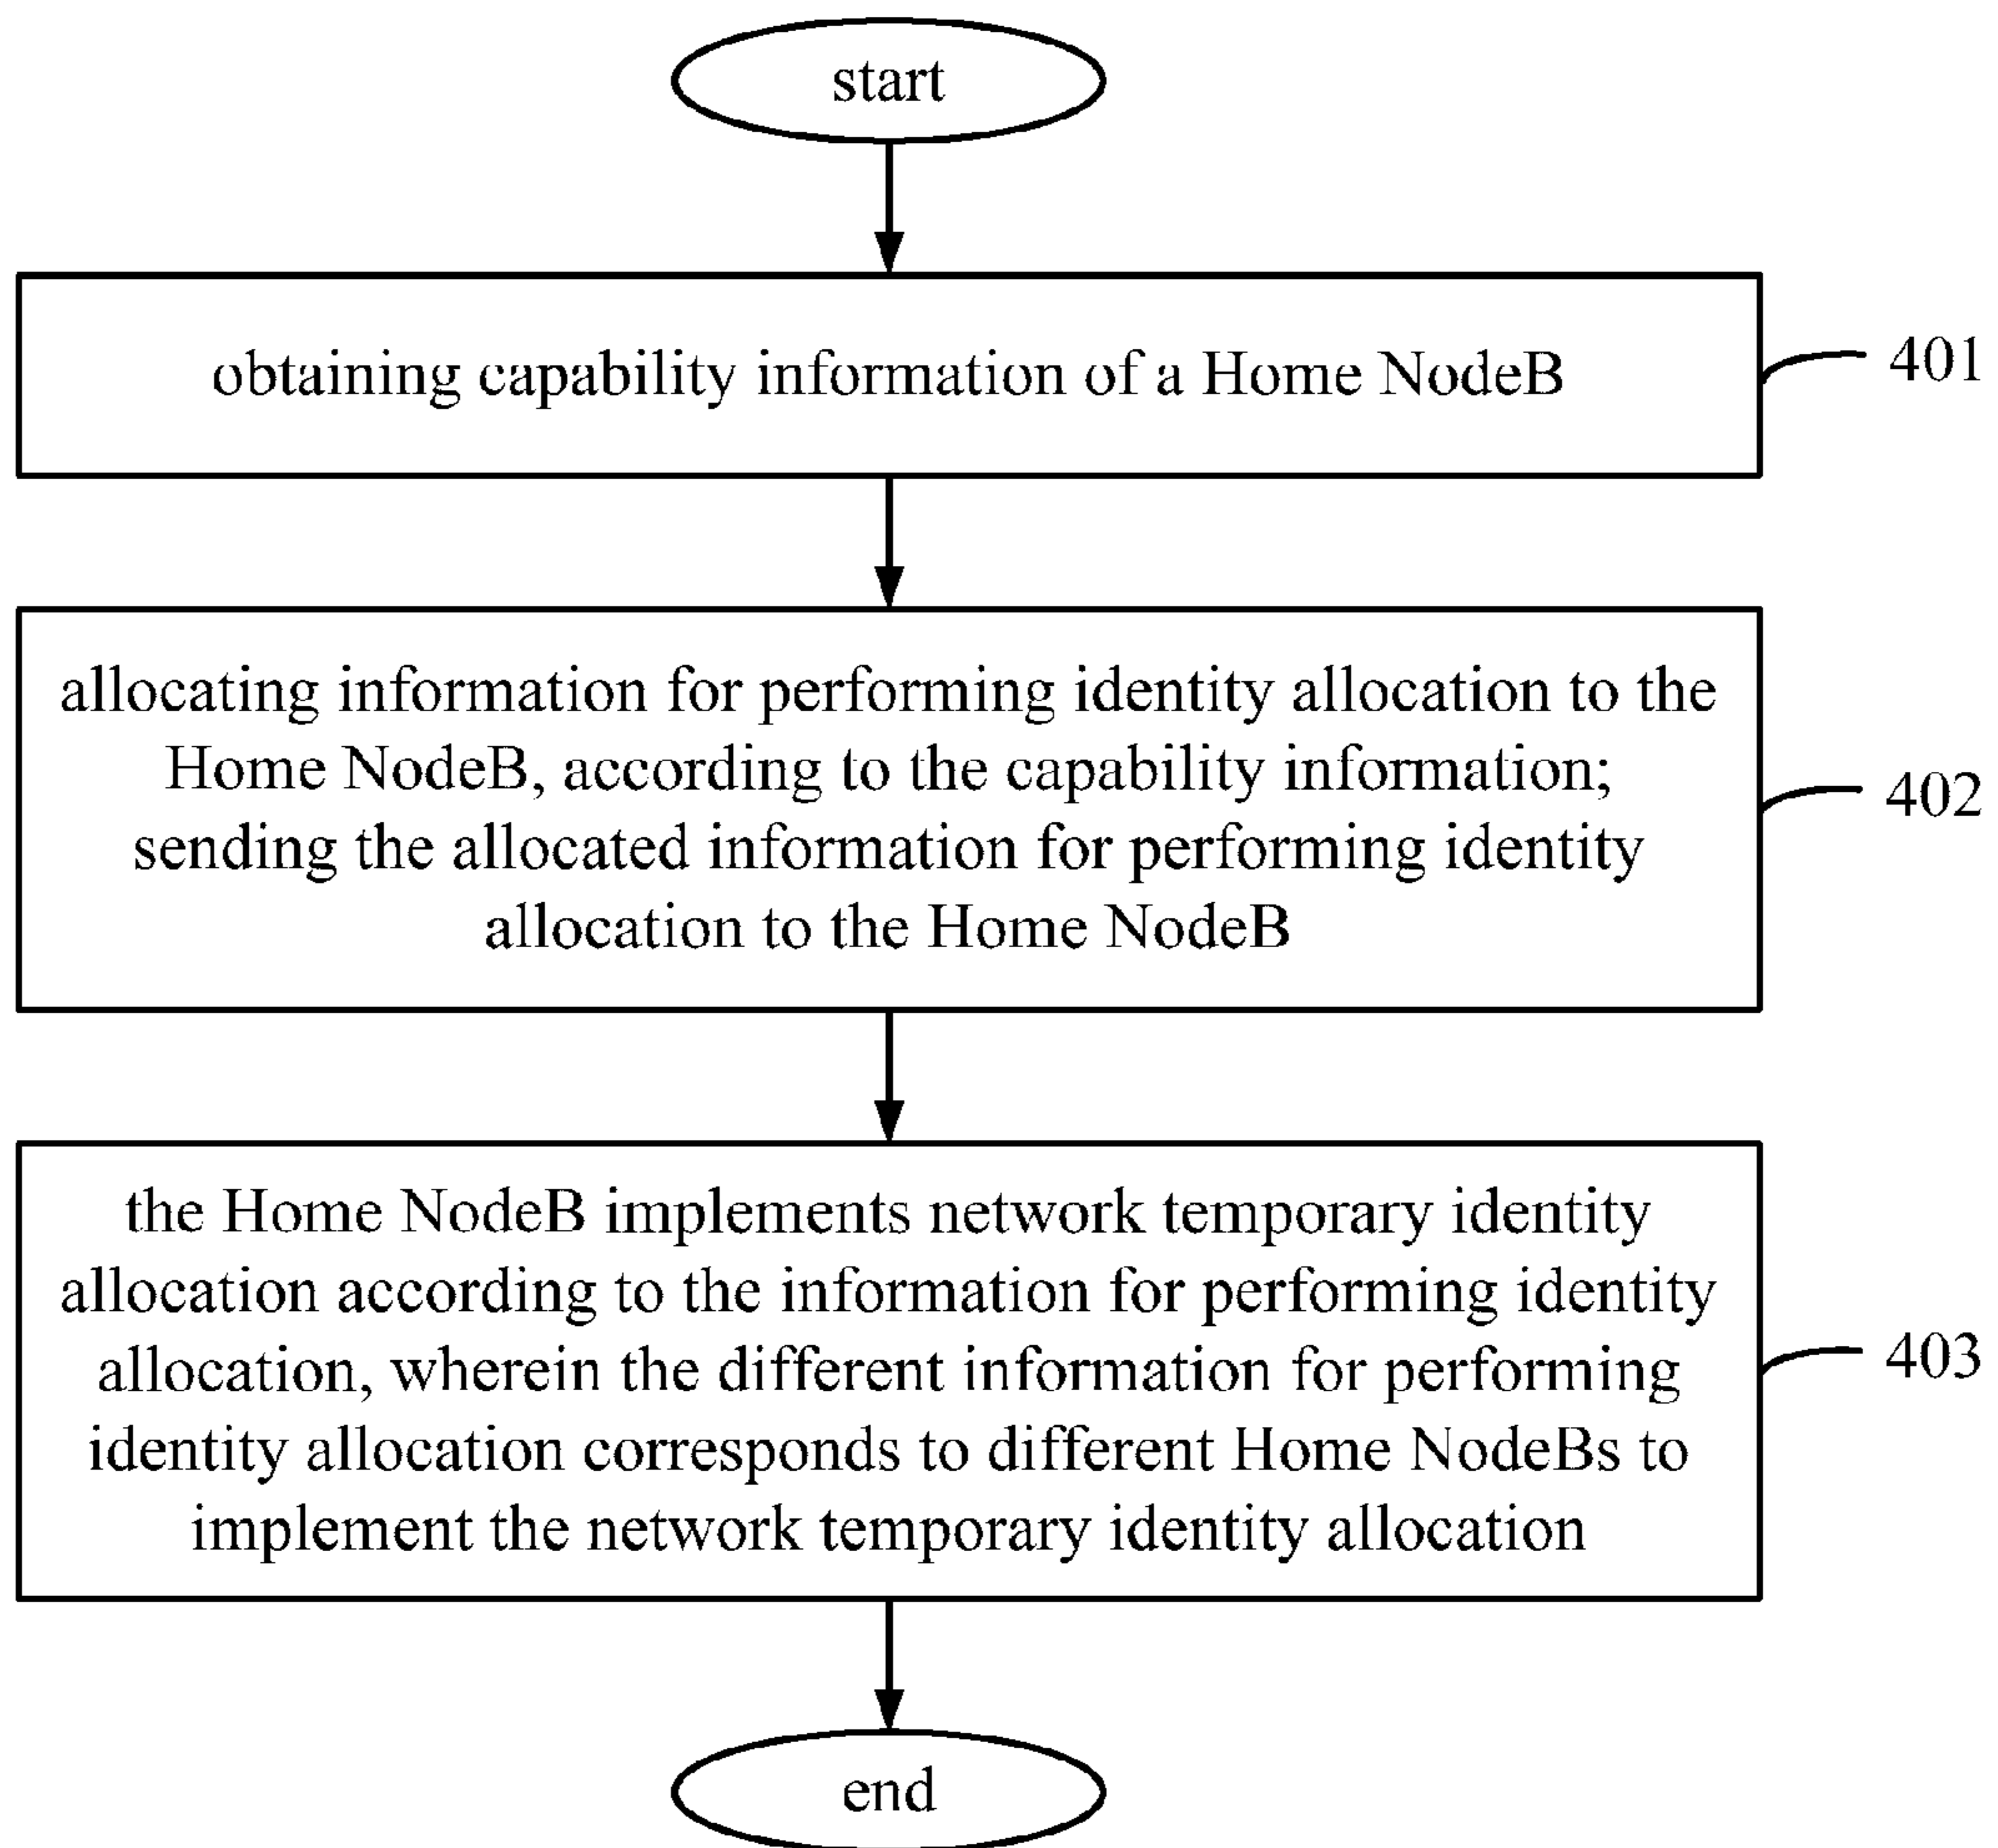 start
obtaining capability information of a Home NodeB
401
allocating information for performing identity allocation to the
Home NodeB, according to the capability information;
sending the allocated information for performing identity
allocation to the Home NodeB
402
the Home NodeB implements network temporary identity
allocation according to the information for performing identity
allocation, wherein the different information for performing
identity allocation corresponds to different Home NodeBs to
implement the network temporary identity allocation
403
end